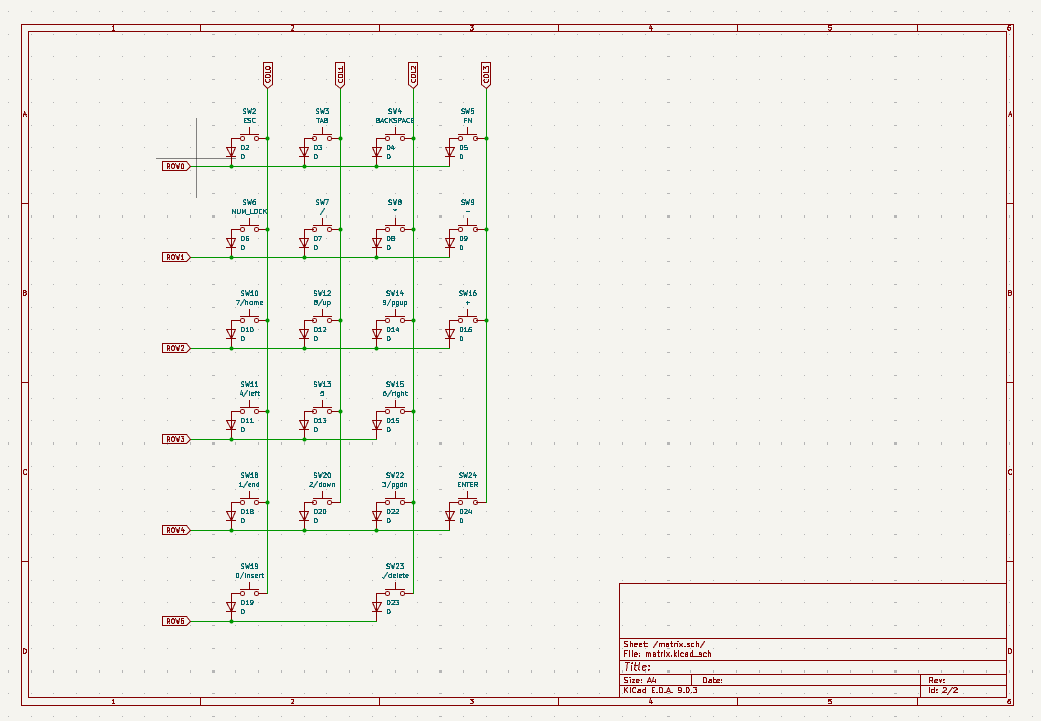 1 2 3 4 5 6
COL0 COL1 COL2 COL3
A A
SW2 SW3 SW4 SW5
ESC TAB BACKSPACE FN
D2 D3 D4 D5
D D D D
ROW0
SW6 SW7 SW8 SW9
NUM_LOCK / * -
D6 D7 D8 D9
D D D D
ROW1
B B
SW10 SW12 SW14 SW16
7/home 8/up 9/pgup +
D10 D12 D14 D16
D D D D
ROW2
SW11 SW13 SW15
4/left 5 6/right
D11 D13 D15
D D D
ROW3
C C
SW18 SW20 SW22 SW24
1/end 2/down 3/pgdn ENTER
D18 D20 D22 D24
D D D D
ROW4
SW19 SW23
0/insert ./delete
D19 D23
D D
ROW5
Sheet: /matrix.sch/
File: matrix.kicad_sch
D D
Title:
Size: A4 Date: Rev:
KiCad E.D.A. 9.0.3 Id: 2/2
1 2 3 4 5 6